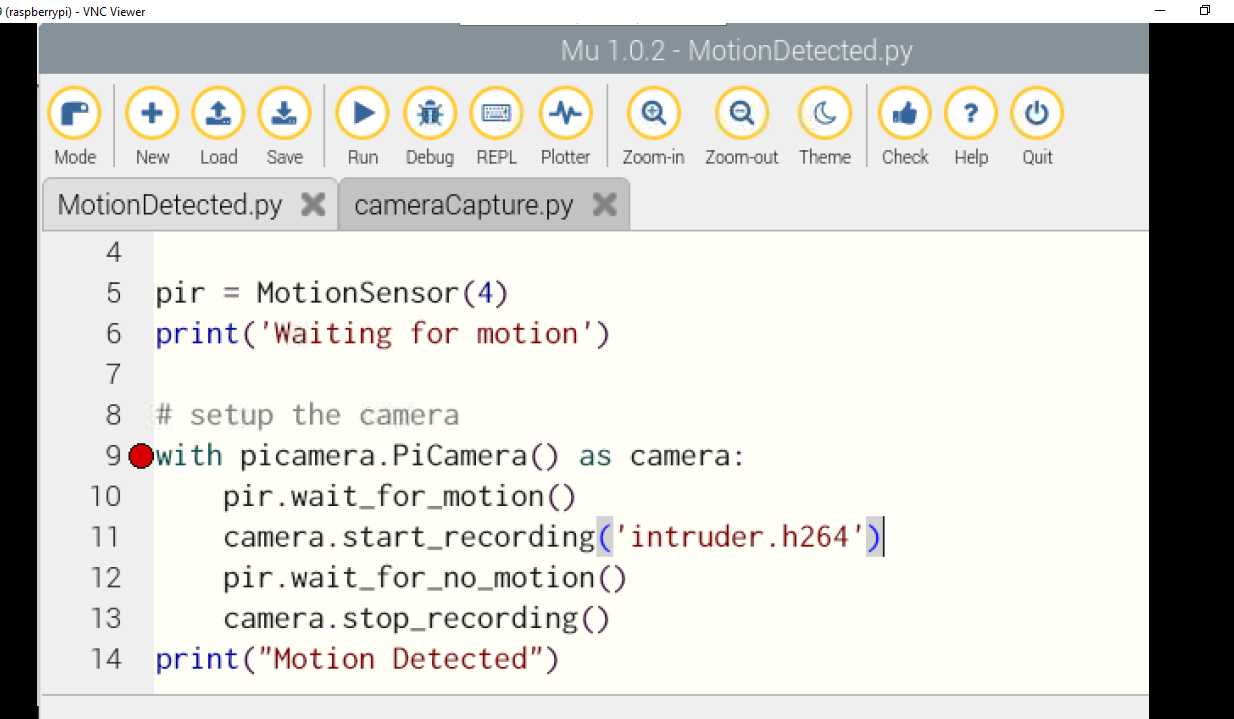 9 (raspberrypi) - VNC Viewer
Mu 1.0.2 - MotionDetected.py
Mode New Load Save Run Debug REPL Plotter Zoom-in Zoom-out Theme Check Help Quit
MotionDetected.py cameraCapture.py
4
5 pir = MotionSensor(4)
6 print('Waiting for motion')
7
8 # setup the camera
9 with picamera.PiCamera() as camera:
10     pir.wait_for_motion()
11     camera.start_recording('intruder.h264')
12     pir.wait_for_no_motion()
13     camera.stop_recording()
14 print("Motion Detected")